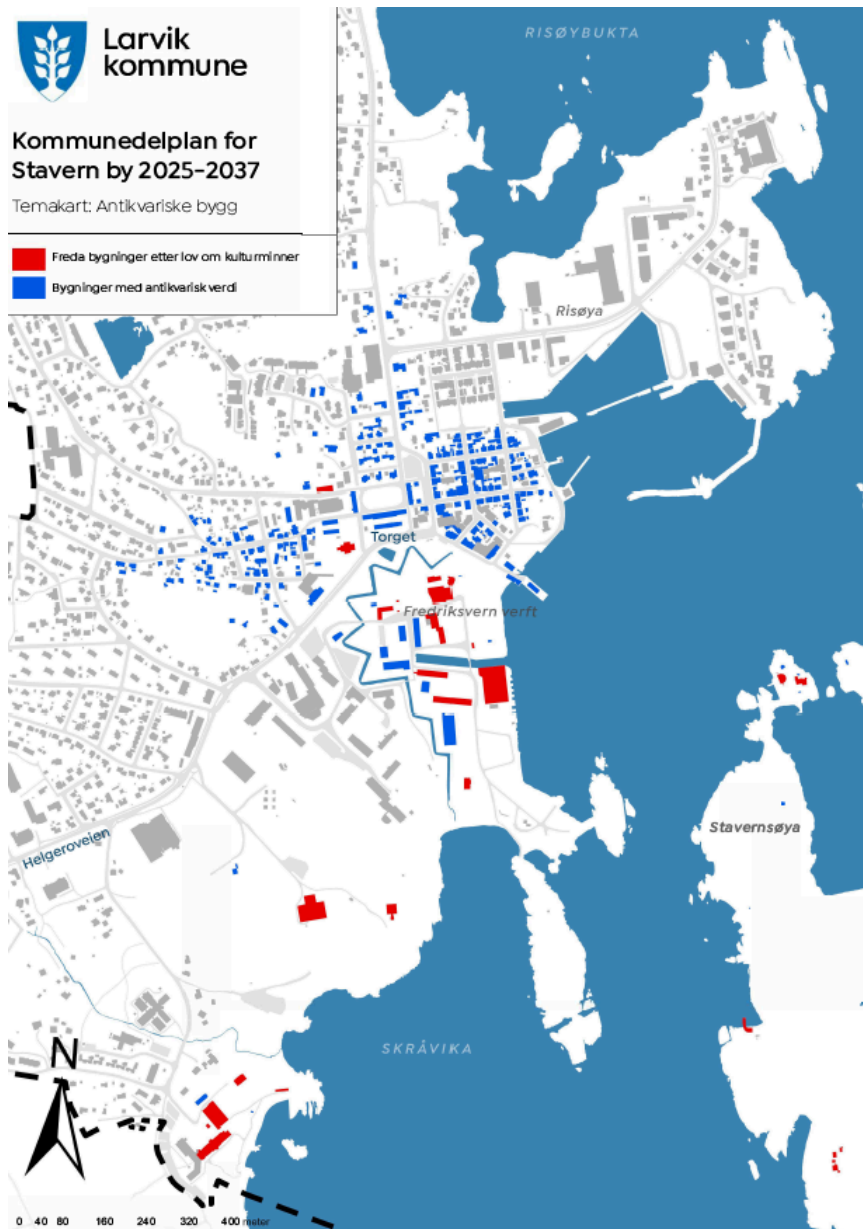 Larvik
kommune
Kommunedelplan for
Stavern by 2025-2037
Temakart: Antikvariske bygg
Freda bygninger etter lov om kulturminner
Bygninger med antikvarisk verdi
RISØYBUKTA
Risøya
Torget
Fredriksvern verft
Stavernsøya
Helgeroveien
SKRÅVIKA
N
0 40 80 160 240 320 400 meter